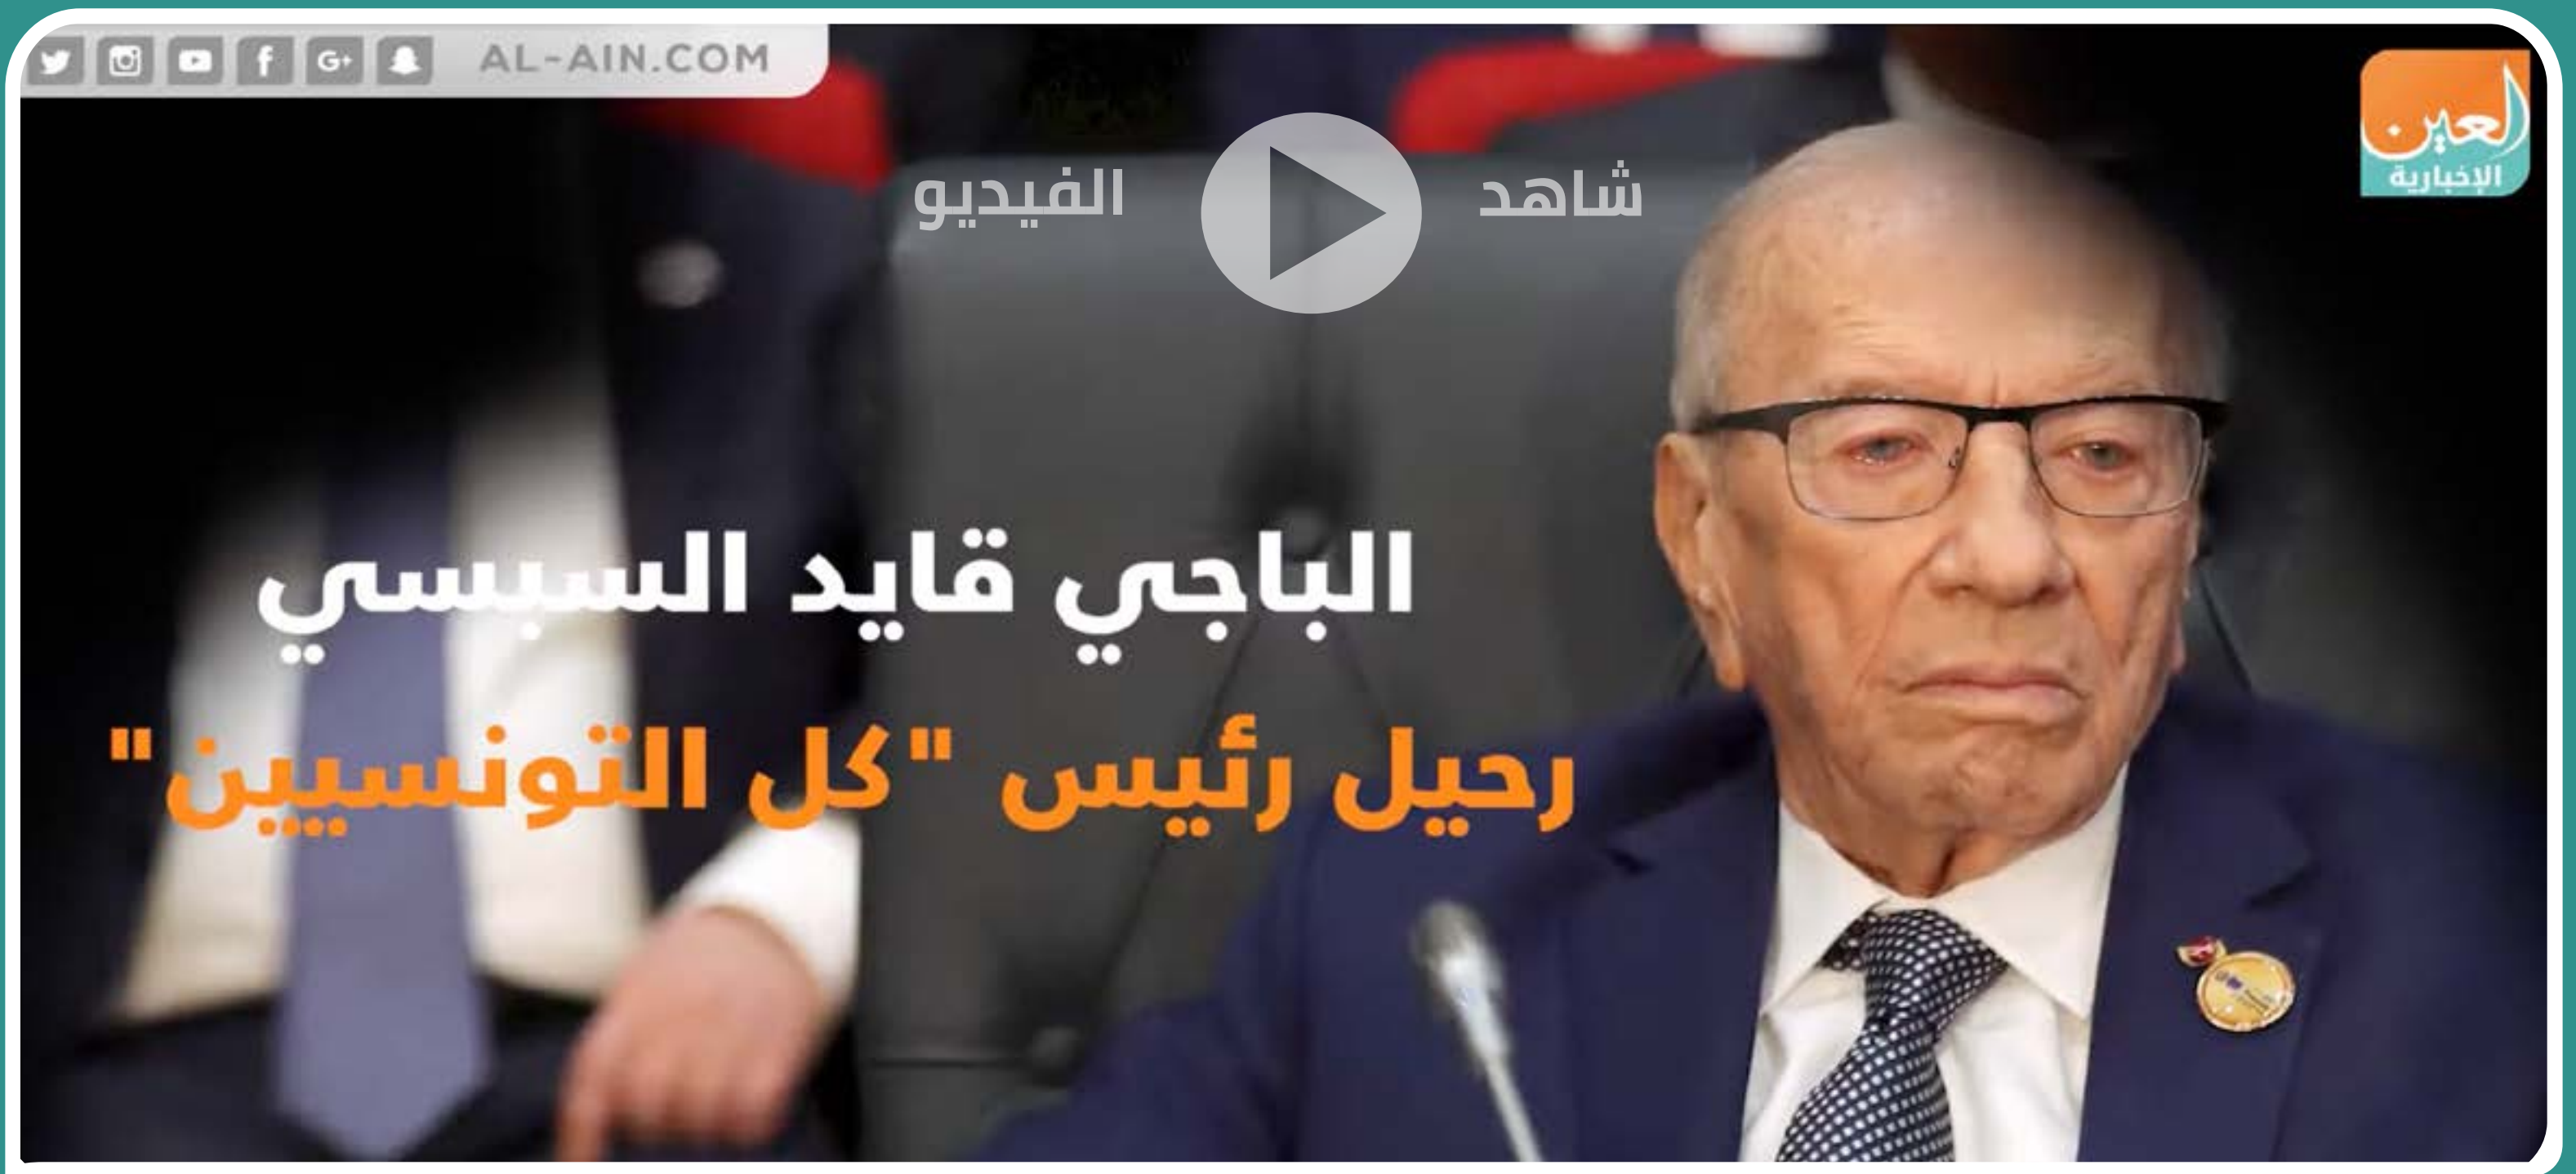 AL-AIN.COM
العين
الإخبارية
شاهد الفيديو
الباجي قايد السبسي
رحيل رئيس "كل التونسيين"